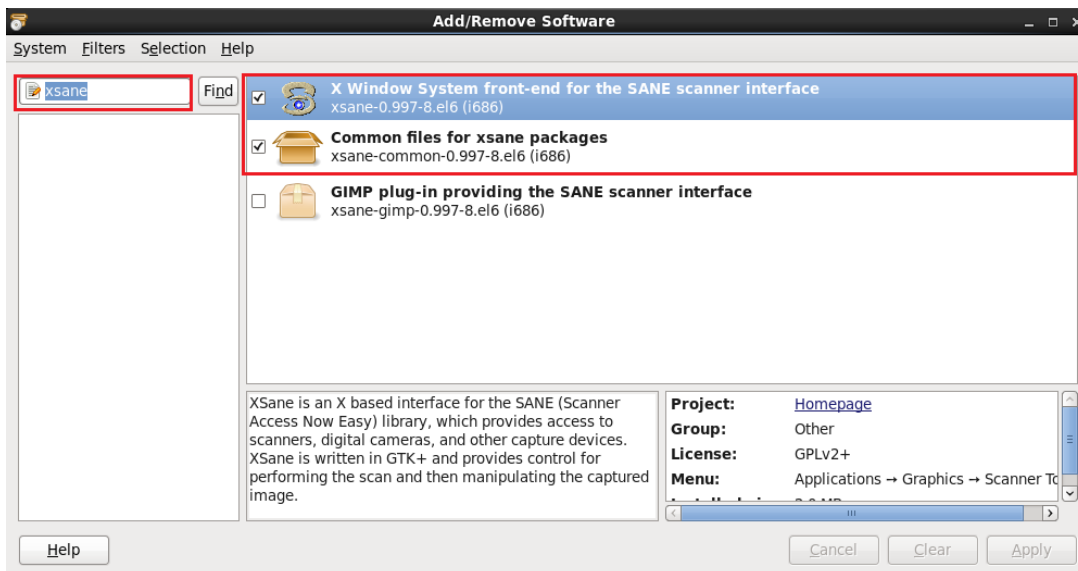 Add/Remove Software
System Filters Selection Help
xsane
Find
X Window System front-end for the SANE scanner interface
xsane-0.997-8.el6 (i686)
Common files for xsane packages
xsane-common-0.997-8.el6 (i686)
GIMP plug-in providing the SANE scanner interface
xsane-gimp-0.997-8.el6 (i686)
XSane is an X based interface for the SANE (Scanner
Access Now Easy) library, which provides access to
scanners, digital cameras, and other capture devices.
XSane is written in GTK+ and provides control for
performing the scan and then manipulating the captured
image.
Project: Homepage
Group: Other
License: GPLv2+
Menu: Applications → Graphics → Scanner
Help
Cancel Clear Apply